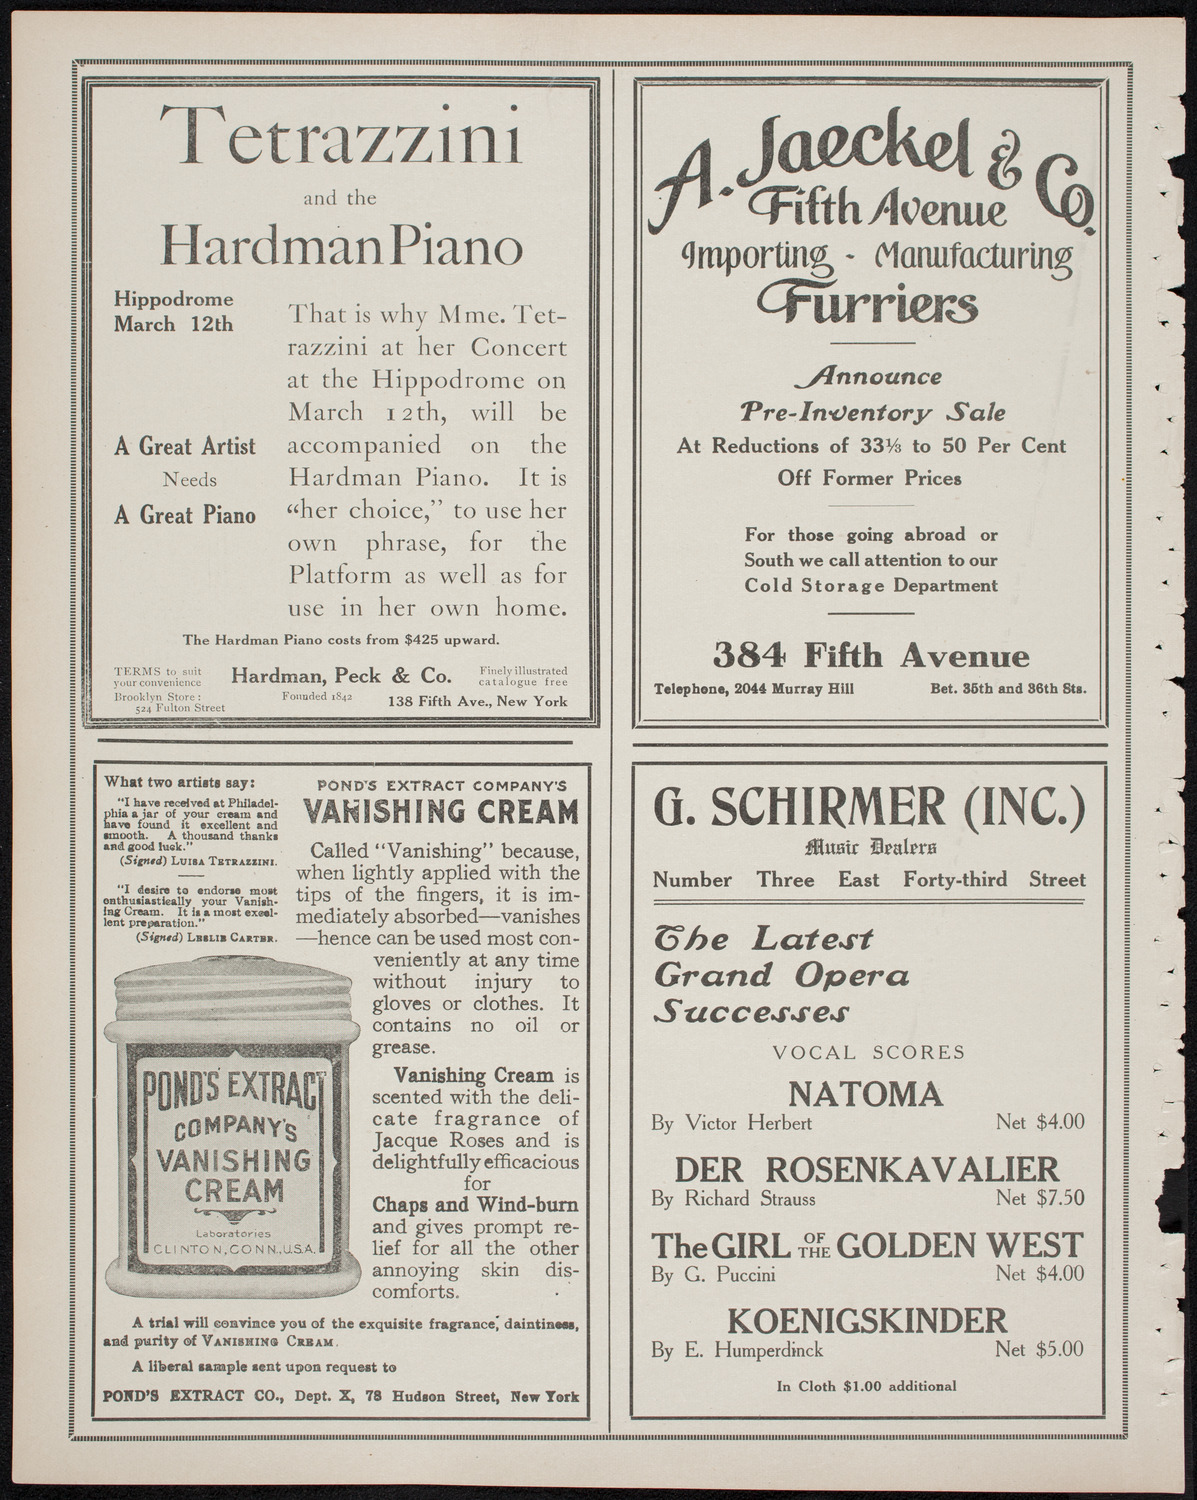 Tetrazzini
and the
Hardman Piano
Hippodrome
March 12th
A Great Artist
Needs
A Great Piano
That is why Mme. Tet-
razzini at her Concert
at the Hippodrome on
March 12th, will be
accompanied on the
Hardman Piano. It is
“her choice,” to use her
own phrase, for the
Platform as well as for
use in her own home.
The Hardman Piano costs from $425 upward.
TERMS to suit
your convenience
Hardman, Peck & Co.
Finely illustrated
catalogue free
Brooklyn Store:
524 Fulton Street
Founded 1842
138 Fifth Ave., New York
A. Jaeckel & Co.
Fifth Avenue
Importing - Manufacturing
Furriers
Announce
Pre-Inventory Sale
At Reductions of 33⅓ to 50 Per Cent
Off Former Prices
For those going abroad or
South we call attention to our
Cold Storage Department
384 Fifth Avenue
Telephone, 2044 Murray Hill Bet. 35th and 36th Sts.
What two artists say:
“I have received at Philadel-
phia a jar of your cream and
have found it excellent and
smooth. A thousand thanks
and good luck.”
(Signed) LUISA TETRAZZINI.
“I desire to endorse most
enthusiastically your Vanish-
ing Cream. It is a most excel-
lent preparation.”
(Signed) LESLIE CARTER.
POND'S EXTRACT COMPANY'S
VANISHING CREAM
Called “Vanishing” because,
when lightly applied with the
tips of the fingers, it is im-
mediately absorbed—vanishes
—hence can be used most con-
veniently at any time
without injury to
gloves or clothes. It
contains no oil or
grease.
Vanishing Cream is
scented with the deli-
cate fragrance of
Jacque Roses and is
delightfully efficacious
for
Chaps and Wind-burn
and gives prompt re-
lief for all the other
annoying skin dis-
comforts.
POND'S EXTRACT
COMPANY'S
VANISHING
CREAM
Laboratories
CLINTON, CONN., U.S.A.
A trial will convince you of the exquisite fragrance, daintiness,
and purity of VANISHING CREAM.
A liberal sample sent upon request to
POND'S EXTRACT CO., Dept. X, 78 Hudson Street, New York
G. SCHIRMER (INC.)
Music Dealers
Number Three East Forty-third Street
The Latest
Grand Opera
Successes
VOCAL SCORES
NATOMA
By Victor Herbert Net $4.00
DER ROSENKAVALIER
By Richard Strauss Net $7.50
The GIRL OF THE GOLDEN WEST
By G. Puccini Net $4.00
KOENIGSKINDER
By E. Humperdinck Net $5.00
In Cloth $1.00 additional